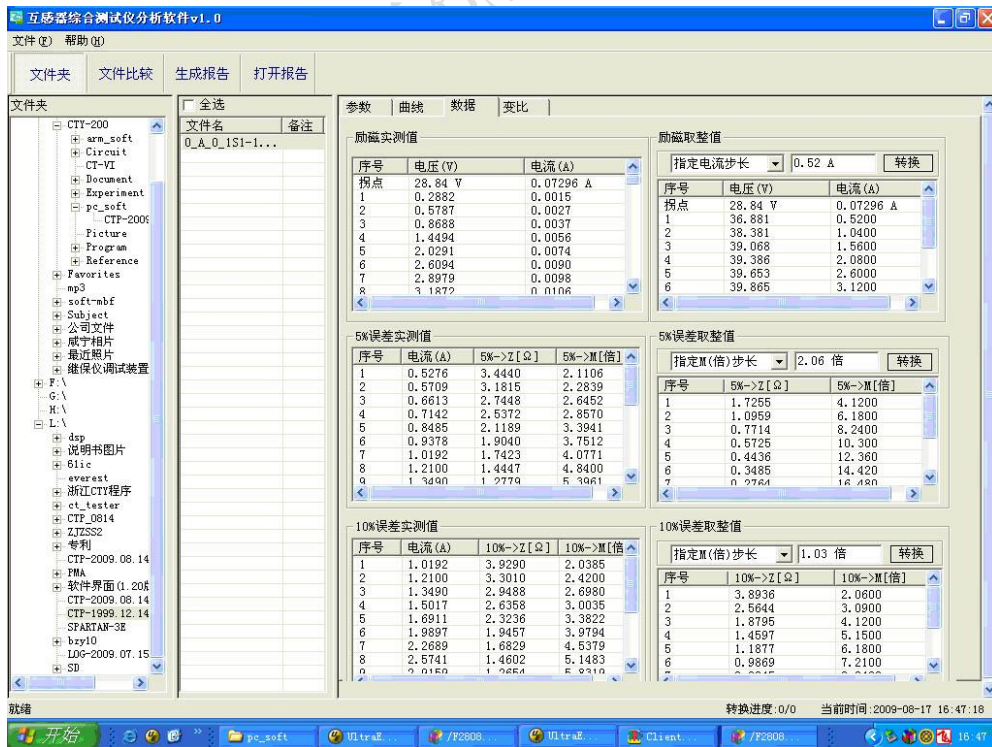 互感器综合测试仪分析软件v1.0
文件(F) 帮助(H)
文件夹 文件比较 生成报告 打开报告
文件夹
CTY-200
arm_soft
Circuit
CT-VI
Document
Experiment
pc_soft
CTP-2009
Picture
Program
Reference
Favorites
mp3
soft-mbf
Subject
公司文件
咸宁相片
最近照片
继保仪调试装置
F:\
G:\
H:\
L:\
dsp
说明书图片
61ic
everest
浙江CTY程序
ct_tester
CTP_0814
ZJZSS2
专利
CTP-2009.08.14
PMA
软件界面(1.20版
CTP-2009.08.14
CTP-1999.12.14
SPARTAN-3E
bzy10
LOG-2009.07.15
SD
全选
文件名 备注
0_A_0_1S1-1...
参数 曲线 数据 变比
励磁实测值
序号 电压(V) 电流(A)
拐点 28.84 V 0.07296 A
1 0.2882 0.0015
2 0.5787 0.0027
3 0.8688 0.0037
4 1.4494 0.0056
5 2.0291 0.0074
6 2.6094 0.0090
7 2.8979 0.0098
8 3.1872 0.0106
励磁取整值
指定电流步长 0.52 A 转换
序号 电压(V) 电流(A)
拐点 28.84 V 0.07296 A
1 36.881 0.5200
2 38.381 1.0400
3 39.068 1.5600
4 39.386 2.0800
5 39.653 2.6000
6 39.865 3.1200
5%误差实测值
序号 电流(A) 5%->Z[Ω] 5%->M[倍]
1 0.5276 3.4440 2.1106
2 0.5709 3.1815 2.2839
3 0.6613 2.7448 2.6452
4 0.7142 2.5372 2.8570
5 0.8485 2.1189 3.3941
6 0.9378 1.9040 3.7512
7 1.0192 1.7423 4.0771
8 1.2100 1.4447 4.8400
9 1.3490 1.2779 5.3961
5%误差取整值
指定M(倍)步长 2.06 倍 转换
序号 5%->Z[Ω] 5%->M[倍]
1 1.7255 4.1200
2 1.0959 6.1800
3 0.7714 8.2400
4 0.5725 10.300
5 0.4436 12.360
6 0.3485 14.420
7 0.2764 16.480
10%误差实测值
序号 电流(A) 10%->Z[Ω] 10%->M[倍
1 1.0192 3.9290 2.0385
2 1.2100 3.3010 2.4200
3 1.3490 2.9488 2.6980
4 1.5017 2.6358 3.0035
5 1.6911 2.3236 3.3822
6 1.9897 1.9457 3.9794
7 2.2689 1.6829 4.5379
8 2.5741 1.4602 5.1483
10%误差取整值
指定M(倍)步长 1.03 倍 转换
序号 10%->Z[Ω] 10%->M[倍]
1 3.8936 2.0600
2 2.5644 3.0900
3 1.8795 4.1200
4 1.4597 5.1500
5 1.1877 6.1800
6 0.9869 7.2100
就绪 转换进度:0/0 当前时间:2009-08-17 16:47:18
开始 pc_soft UltraE... /F2808... UltraE... Client... /F2808... 16:47